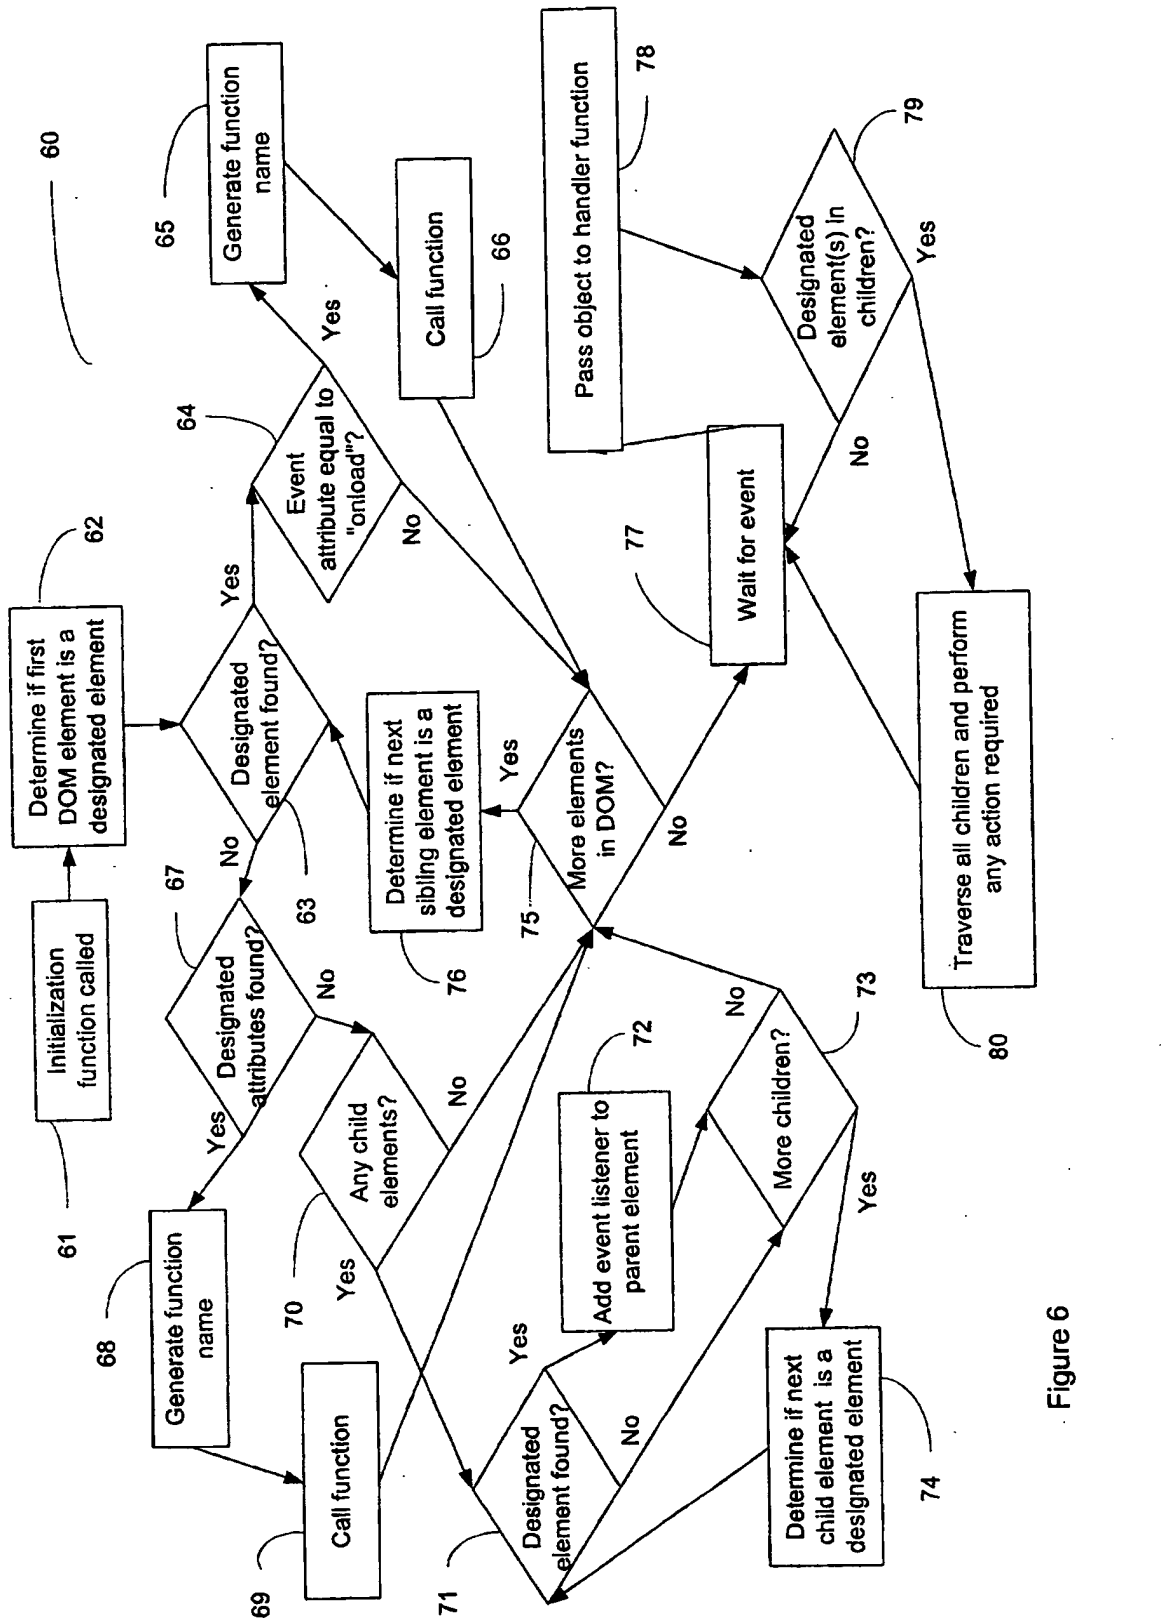 60
Initialization
function called
61
Determine if first
DOM element is a
designated element
62
Designated
element found?
63
Yes
No
Event
attribute equal to
"onload"?
64
Yes
No
Generate function
name
65
Call function
66
Designated
attributes found?
67
Yes
No
Generate function
name
68
Call function
69
Any child
elements?
70
Yes
No
Designated
element found?
71
Yes
No
Add event listener to
parent element
72
More children?
73
No
Yes
Determine if next
child element is a
designated element
74
More elements
in DOM?
75
Yes
No
Determine if next
sibling element is a
designated element
76
Wait for event
77
Pass object to handler function
78
Designated
element(s) in
children?
79
No
Yes
Traverse all children and perform
any action required
80
Figure 6